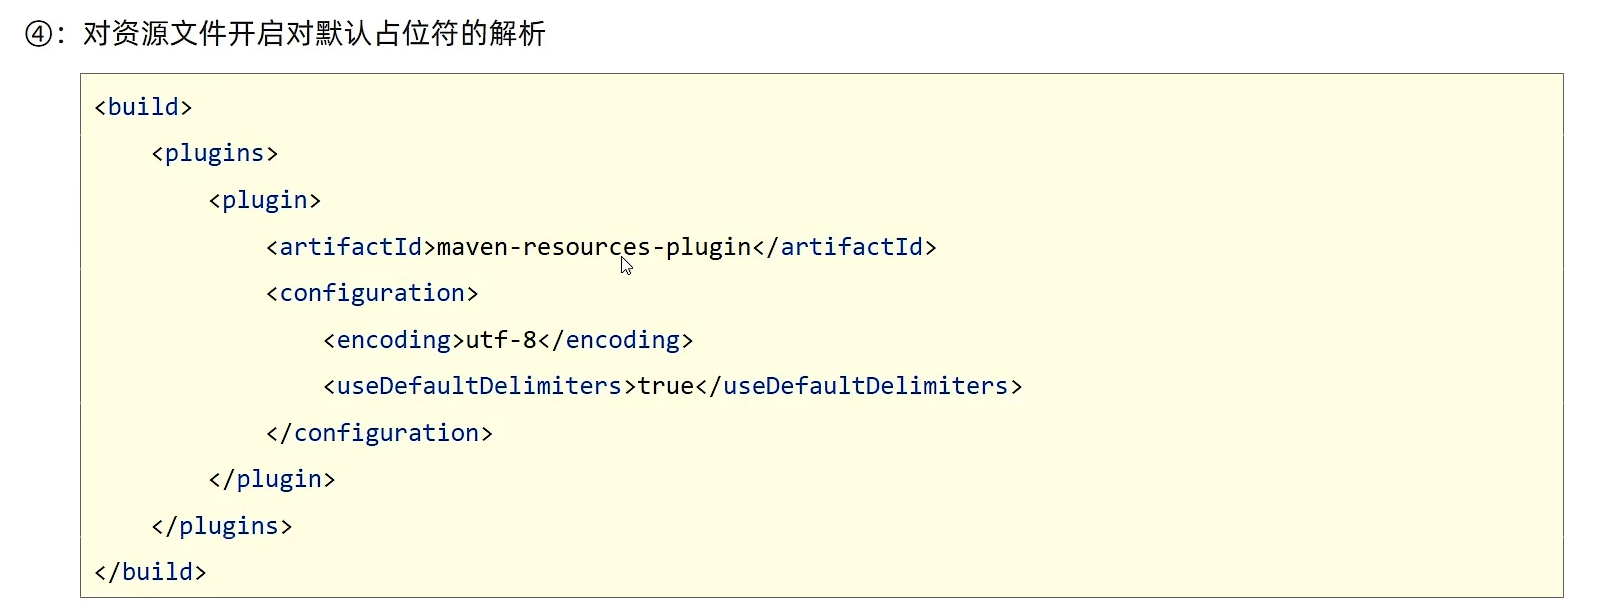 ④：对资源文件开启对默认占位符的解析
<build>
    <plugins>
        <plugin>
            <artifactId>maven-resources-plugin</artifactId>
            <configuration>
                <encoding>utf-8</encoding>
                <useDefaultDelimiters>true</useDefaultDelimiters>
            </configuration>
        </plugin>
    </plugins>
</build>